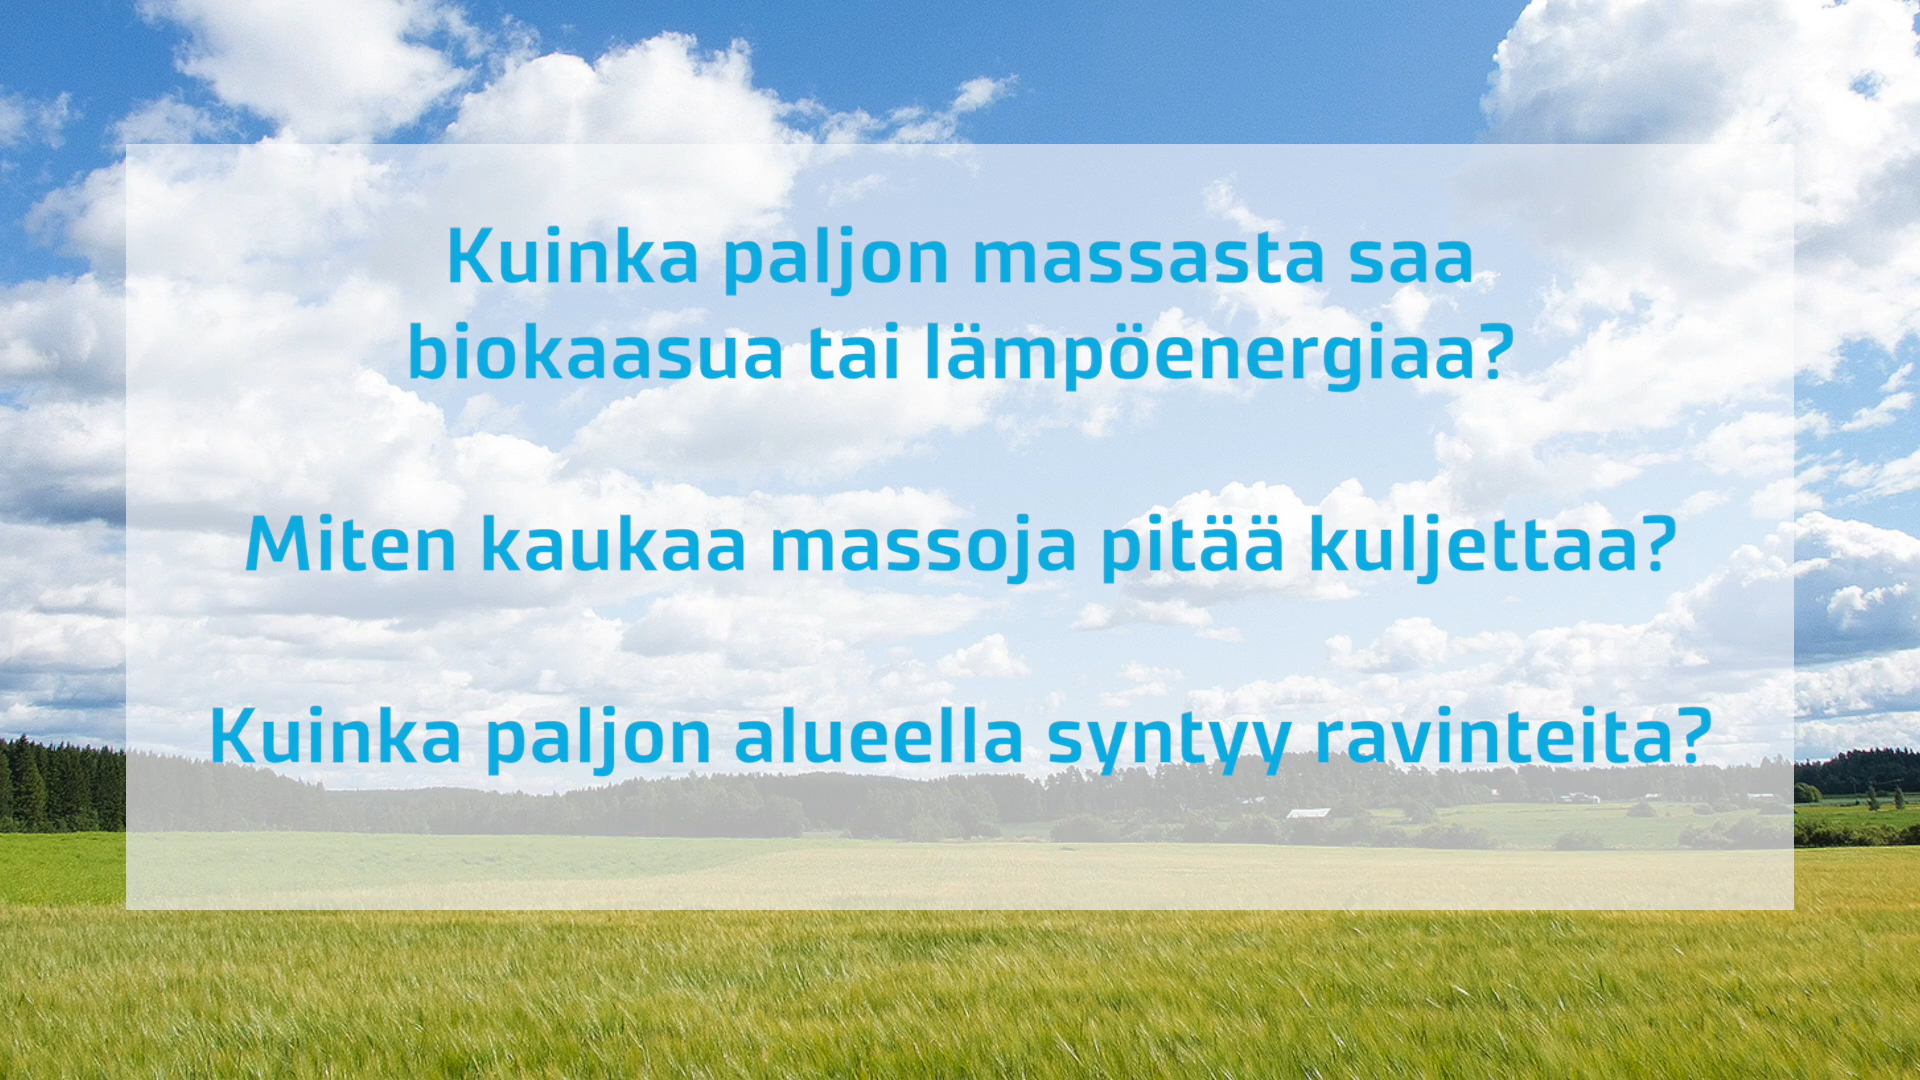 Kuinka paljon massasta saa
biokaasua tai lämpöenergiaa?
Miten kaukaa massoja pitää kuljettaa?
Kuinka paljon alueella syntyy ravinteita?